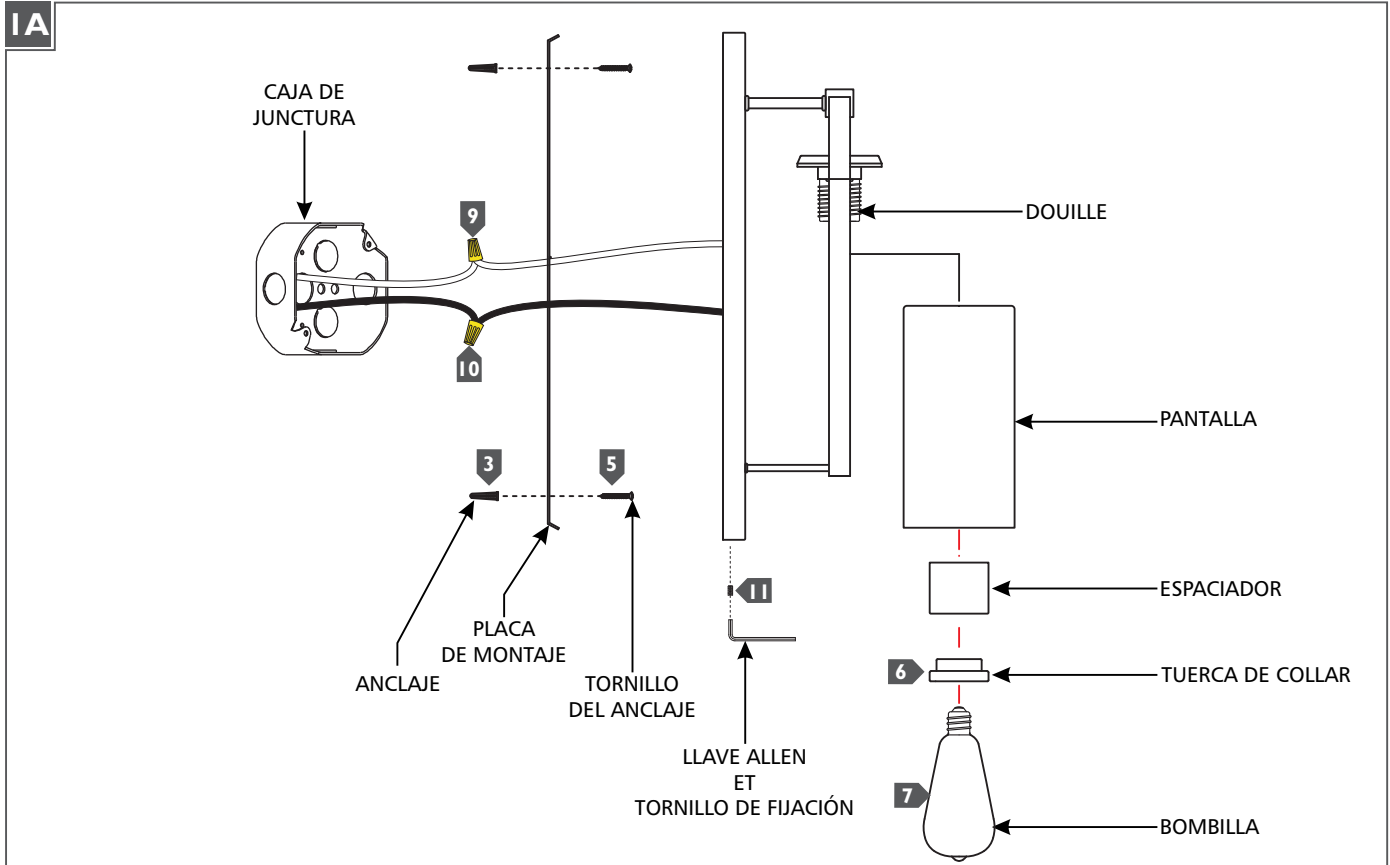 1A
CAJA DE
JUNCTURA
9
DOUILLE
10
PANTALLA
3
5
ESPACIADOR
11
PLACA
DE MONTAJE
6
TUERCA DE COLLAR
ANCLAJE
TORNILLO
DEL ANCLAJE
LLAVE ALLEN
ET
TORNILLO DE FIJACIÓN
7
BOMBILLA